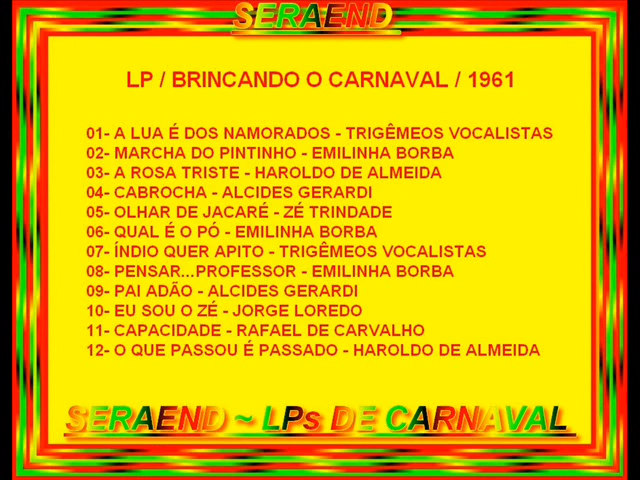 SERAEND
LP / BRINCANDO O CARNAVAL / 1961
01- A LUA É DOS NAMORADOS - TRIGÊMEOS VOCALISTAS
02- MARCHA DO PINTINHO - EMILINHA BORBA
03- A ROSA TRISTE - HAROLDO DE ALMEIDA
04- CABROCHA - ALCIDES GERARDI
05- OLHAR DE JACARÉ - ZÉ TRINDADE
06- QUAL É O PÓ - EMILINHA BORBA
07- ÍNDIO QUER APITO - TRIGÊMEOS VOCALISTAS
08- PENSAR...PROFESSOR - EMILINHA BORBA
09- PAI ADÃO - ALCIDES GERARDI
10- EU SOU O ZÉ - JORGE LOREDO
11- CAPACIDADE - RAFAEL DE CARVALHO
12- O QUE PASSOU É PASSADO - HAROLDO DE ALMEIDA
SERAEND ~ LPs DE CARNAVAL